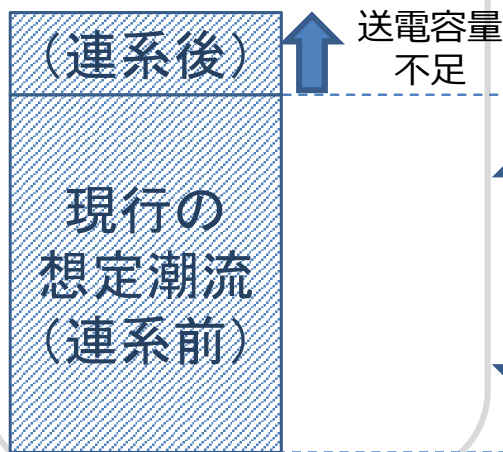 （連系後）
送電容量
不足
現行の
想定潮流
（連系前）